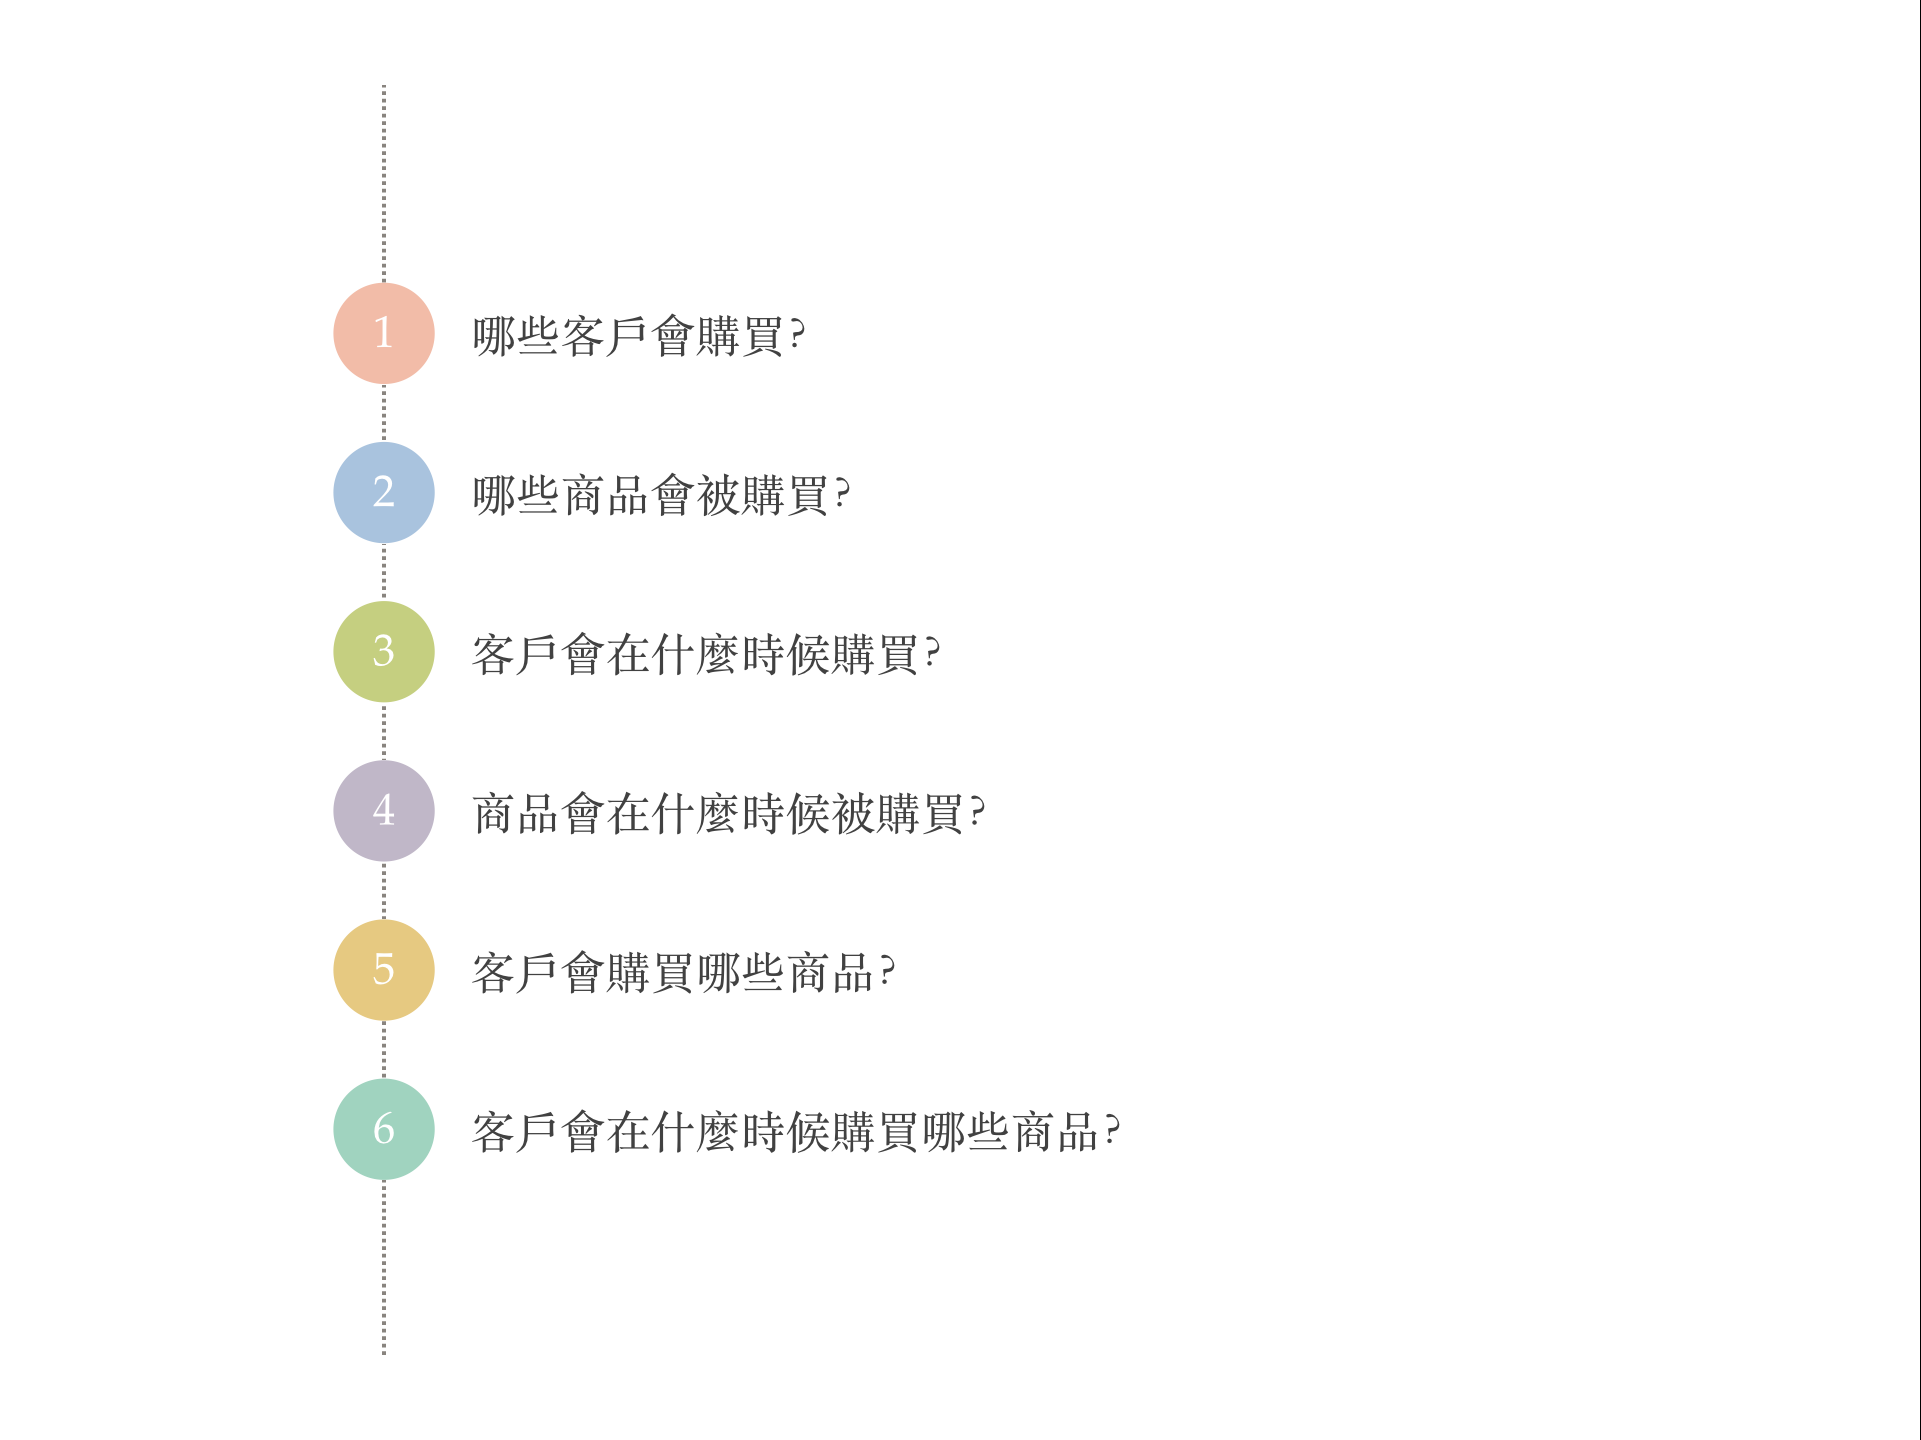 1 哪些客戶會購買?
2 哪些商品會被購買?
3 客戶會在什麼時候購買?
4 商品會在什麼時候被購買?
5 客戶會購買哪些商品?
6 客戶會在什麼時候購買哪些商品?